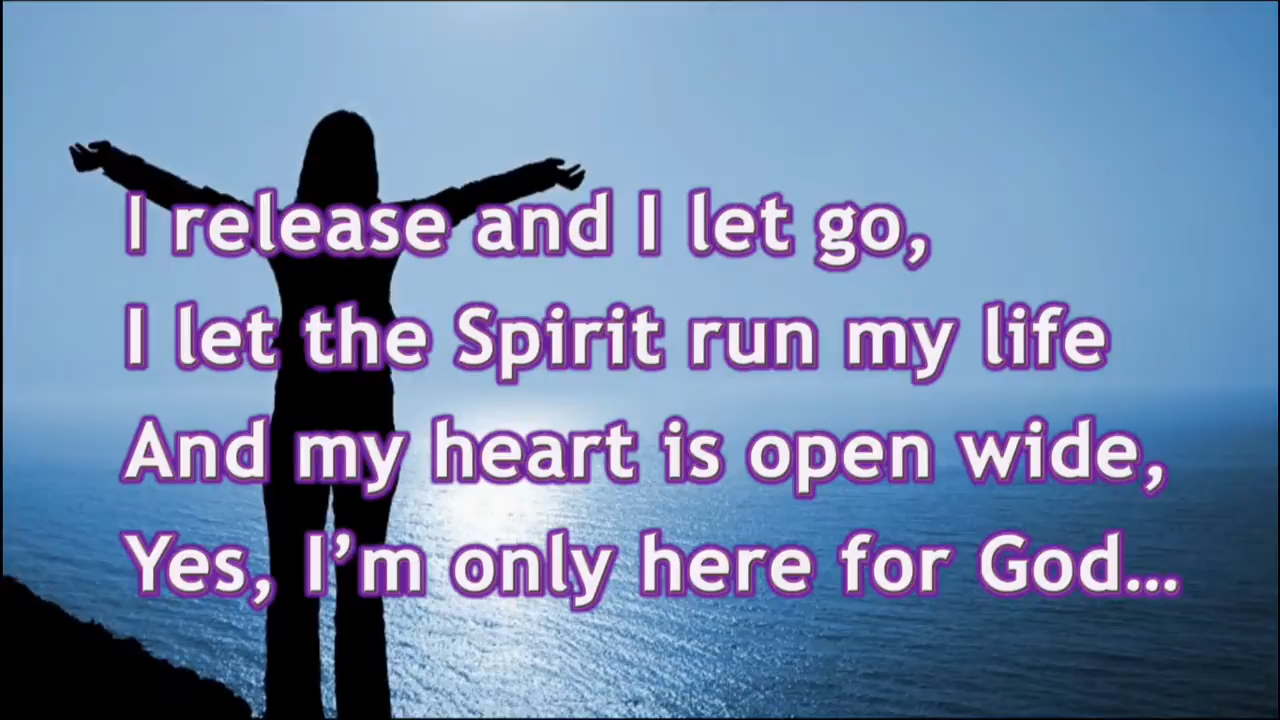 I release and I let go,
I let the Spirit run my life
And my heart is open wide,
Yes, I’m only here for God...